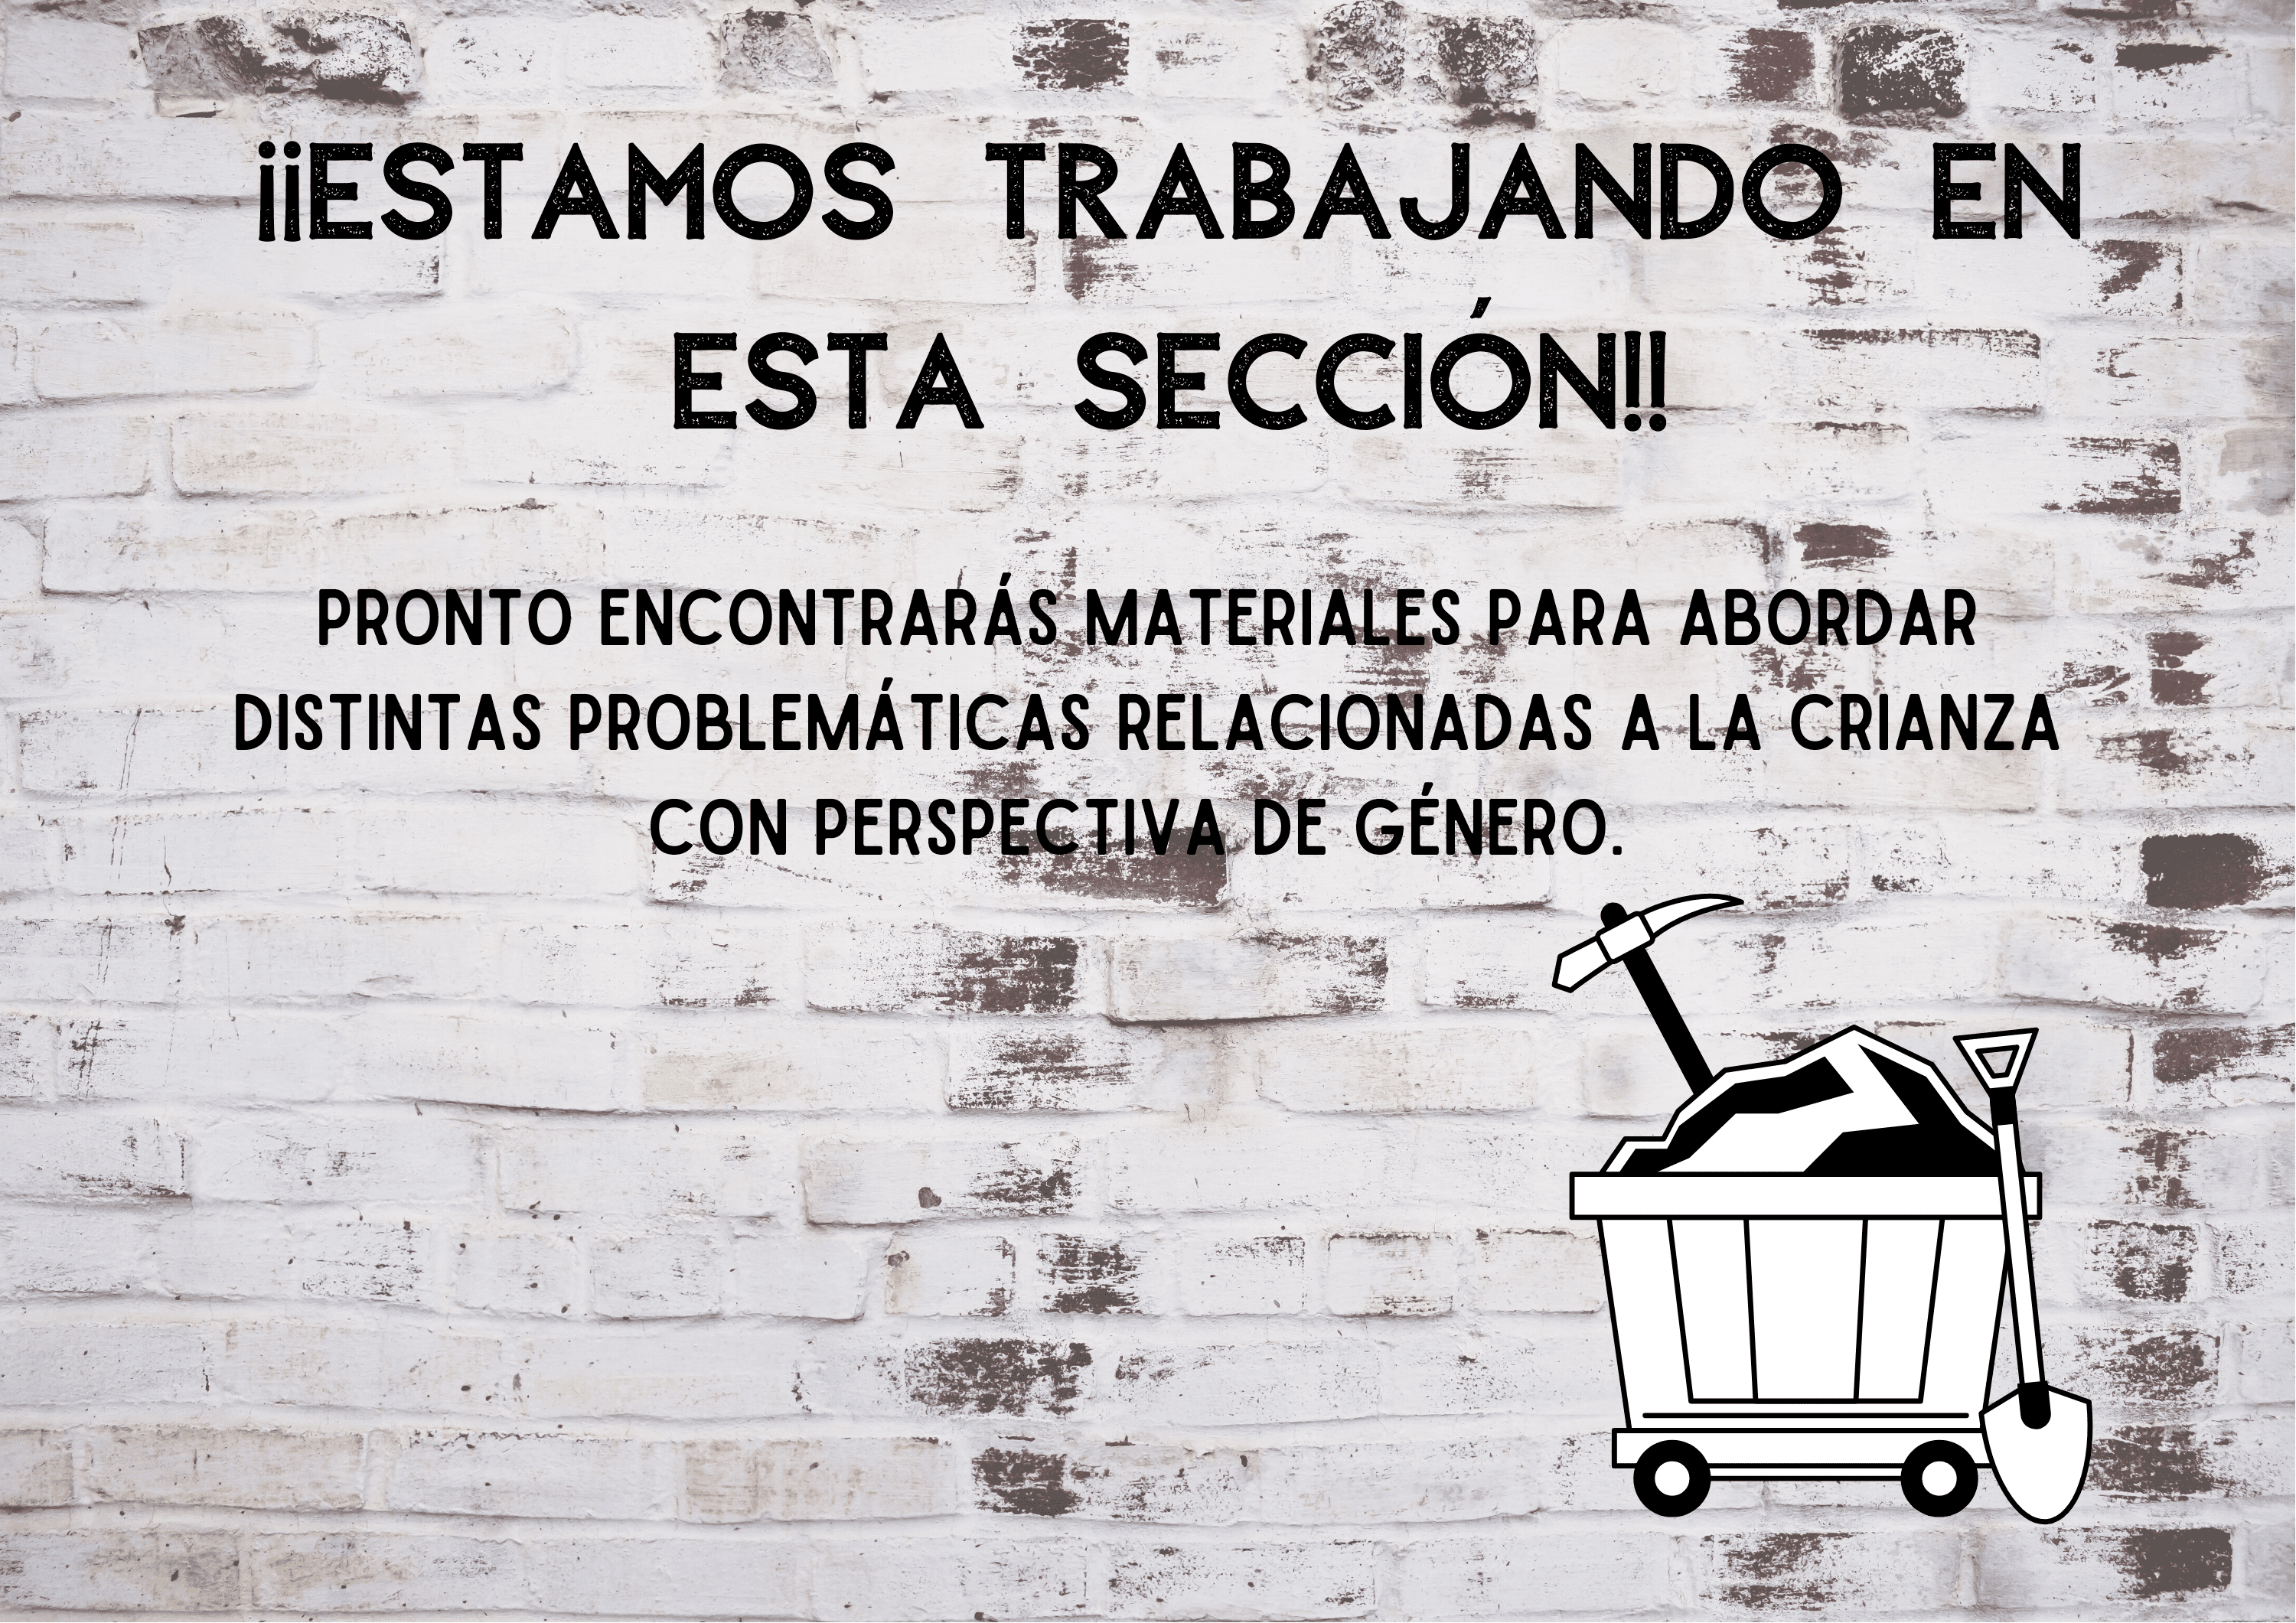 ¡¡ESTAMOS TRABAJANDO EN
ESTA SECCIÓN!!
PRONTO ENCONTRARÁS MATERIALES PARA ABORDAR
DISTINTAS PROBLEMÁTICAS RELACIONADAS A LA CRIANZA
CON PERSPECTIVA DE GÉNERO.